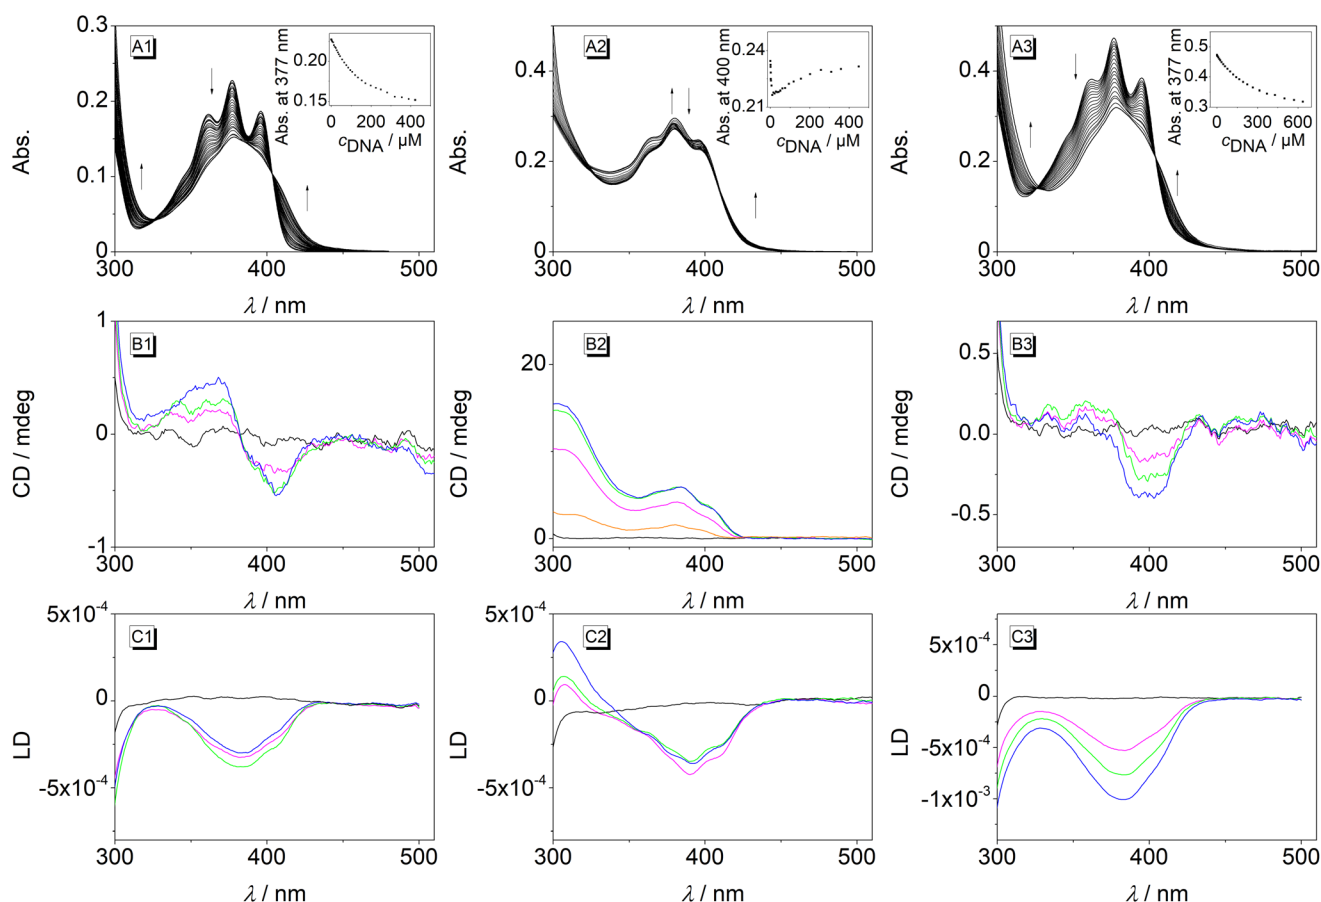 A1
Abs.
0.3
0.2
0.1
0
300
400
500
λ / nm
Abs. at 377 nm
0.20
0.15
0
200
400
cDNA / µM
A2
Abs.
0.4
0.2
0
300
400
500
λ / nm
Abs. at 400 nm
0.24
0.21
0
200
400
cDNA / µM
A3
Abs.
0.4
0.2
0
300
400
500
λ / nm
Abs. at 377
0.5
0.4
0.3
0
300
600
cDNA / µM
B1
CD / mdeg
1
0
-1
300
400
500
λ / nm
B2
CD / mdeg
20
0
300
400
500
λ / nm
B3
CD / mdeg
0.5
0.0
-0.5
300
400
500
λ / nm
C1
LD
5x10-4
0
-5x10-4
300
400
500
λ / nm
C2
LD
5x10-4
0
-5x10-4
300
400
500
λ / nm
C3
LD
5x10-4
0
-5x10-4
-1x10-3
300
400
500
λ / nm